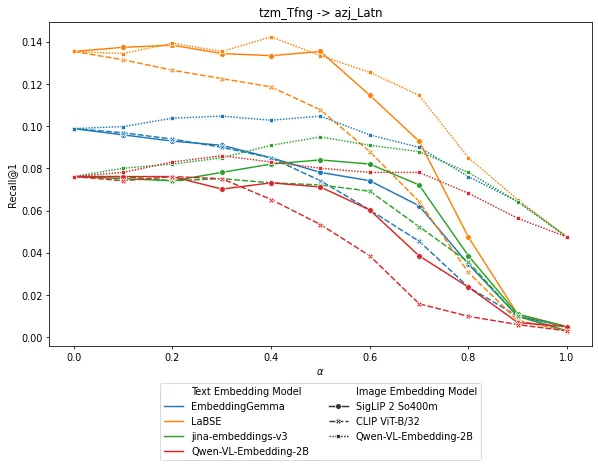 tzm_Tfng -> azj_Latn
Recall@1
0.14
0.12
0.10
0.08
0.06
0.04
0.02
0.00
0.0 0.2 0.4 0.6 0.8 1.0
α
Text Embedding Model Image Embedding Model
EmbeddingGemma SigLIP 2 So400m
LaBSE CLIP ViT-B/32
jina-embeddings-v3 Qwen-VL-Embedding-2B
Qwen-VL-Embedding-2B